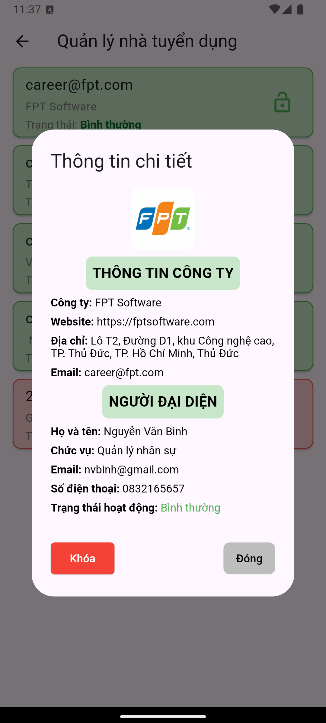 11:37
Quản lý nhà tuyển dụng
career@fpt.com
FPT Software
Trạng thái: Bình thường
Thông tin chi tiết
FPT
THÔNG TIN CÔNG TY
Công ty: FPT Software
Website: https://fptsoftware.com
Địa chỉ: Lô T2, Đường D1, khu Công nghệ cao,
TP. Thủ Đức, TP. Hồ Chí Minh, Thủ Đức
Email: career@fpt.com
NGƯỜI ĐẠI DIỆN
Họ và tên: Nguyễn Văn Bình
Chức vụ: Quản lý nhân sự
Email: nvbinh@gmail.com
Số điện thoại: 0832165657
Trạng thái hoạt động: Bình thường
Khóa
Đóng